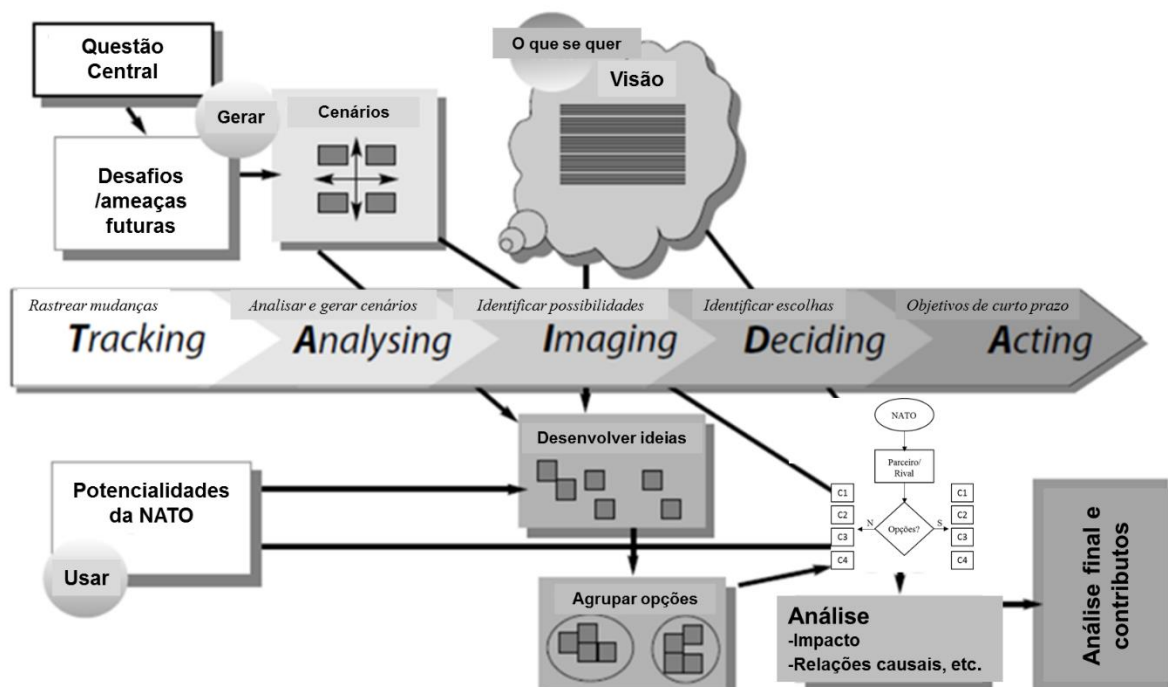 Questão
Central
Gerar
Desafios
/ameaças
futuras
Cenários
O que se quer
Visão
Rastrear mudanças
Analisar e gerar cenários
Identificar possibilidades
Identificar escolhas
Objetivos de curto prazo
Tracking
Analysing
Imaging
Deciding
Acting
Desenvolver ideias
Potencialidades
da NATO
Usar
Agrupar opções
NATO
Parceiro/
Rival
Opções?
N
S
C1
C2
C3
C4
C1
C2
C3
C4
Análise
-Impacto
-Relações causais, etc.
Análise final e
contributos